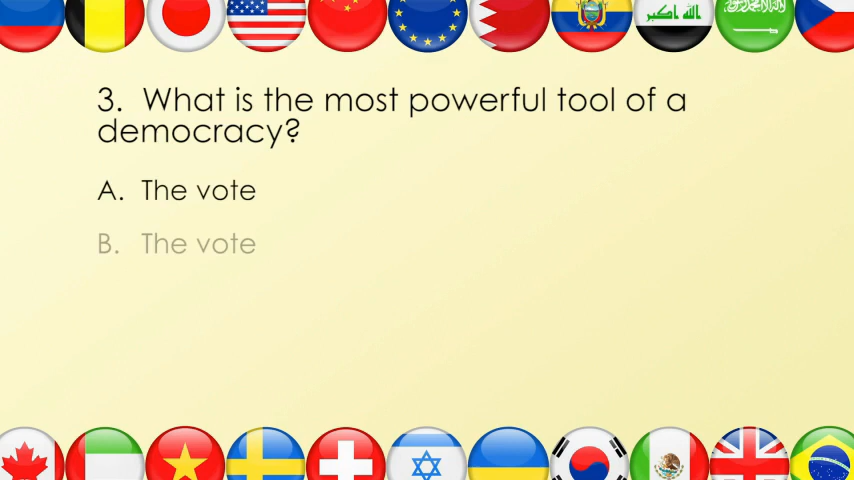 3. What is the most powerful tool of a
democracy?
A. The vote
B. The vote